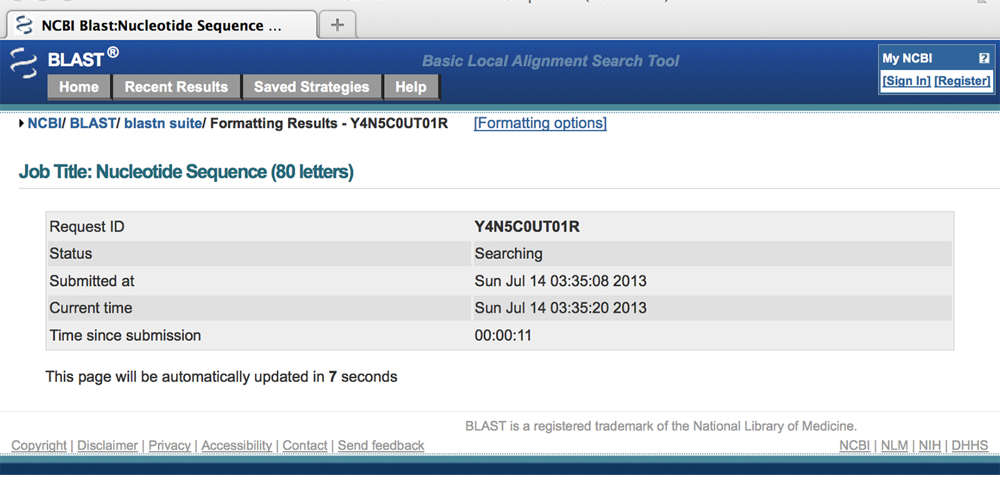 NCBI Blast:Nucleotide Sequence ...
BLAST®
Basic Local Alignment Search Tool
My NCBI ?
[Sign In] [Register]
Home Recent Results Saved Strategies Help
NCBI/ BLAST/ blastn suite/ Formatting Results - Y4N5C0UT01R [Formatting options]
Job Title: Nucleotide Sequence (80 letters)
Request ID Y4N5C0UT01R
Status Searching
Submitted at Sun Jul 14 03:35:08 2013
Current time Sun Jul 14 03:35:20 2013
Time since submission 00:00:11
This page will be automatically updated in 7 seconds
BLAST is a registered trademark of the National Library of Medicine.
Copyright | Disclaimer | Privacy | Accessibility | Contact | Send feedback
NCBI | NLM | NIH | DHHS